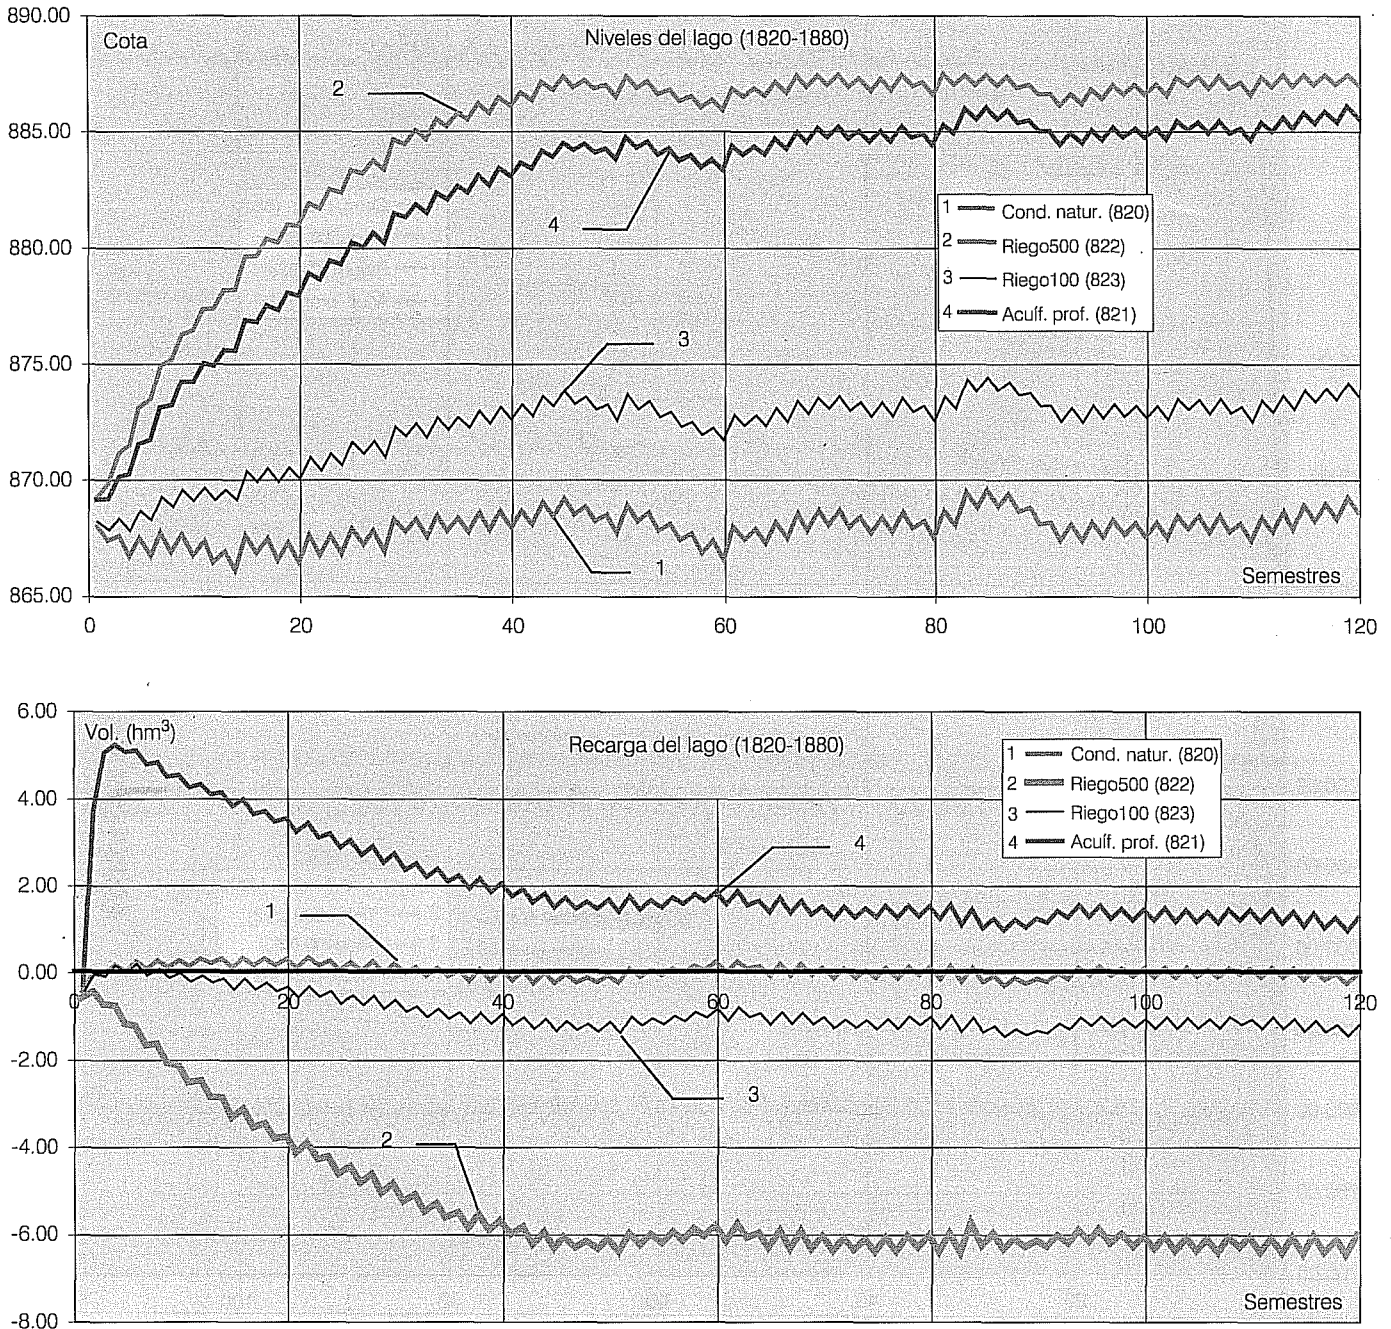 890.00
Cota
Niveles del lago (1820-1880)
2
885.00
4
1 Cond. natur. (820)
2 Riego500 (822)
3 Riego100 (823)
4 Acuíf. prof. (821)
880.00
3
875.00
870.00
1
Semestres
865.00
0 20 40 60 80 100 120
6.00
Vol. (hm³)
Recarga del lago (1820-1880)
1 Cond. natur. (820)
2 Riego500 (822)
3 Riego100 (823)
4 Acuíf. prof. (821)
4.00
4
2.00
1
0.00
0 20 40 60 80 100 120
-2.00
3
2
-4.00
-6.00
Semestres
-8.00